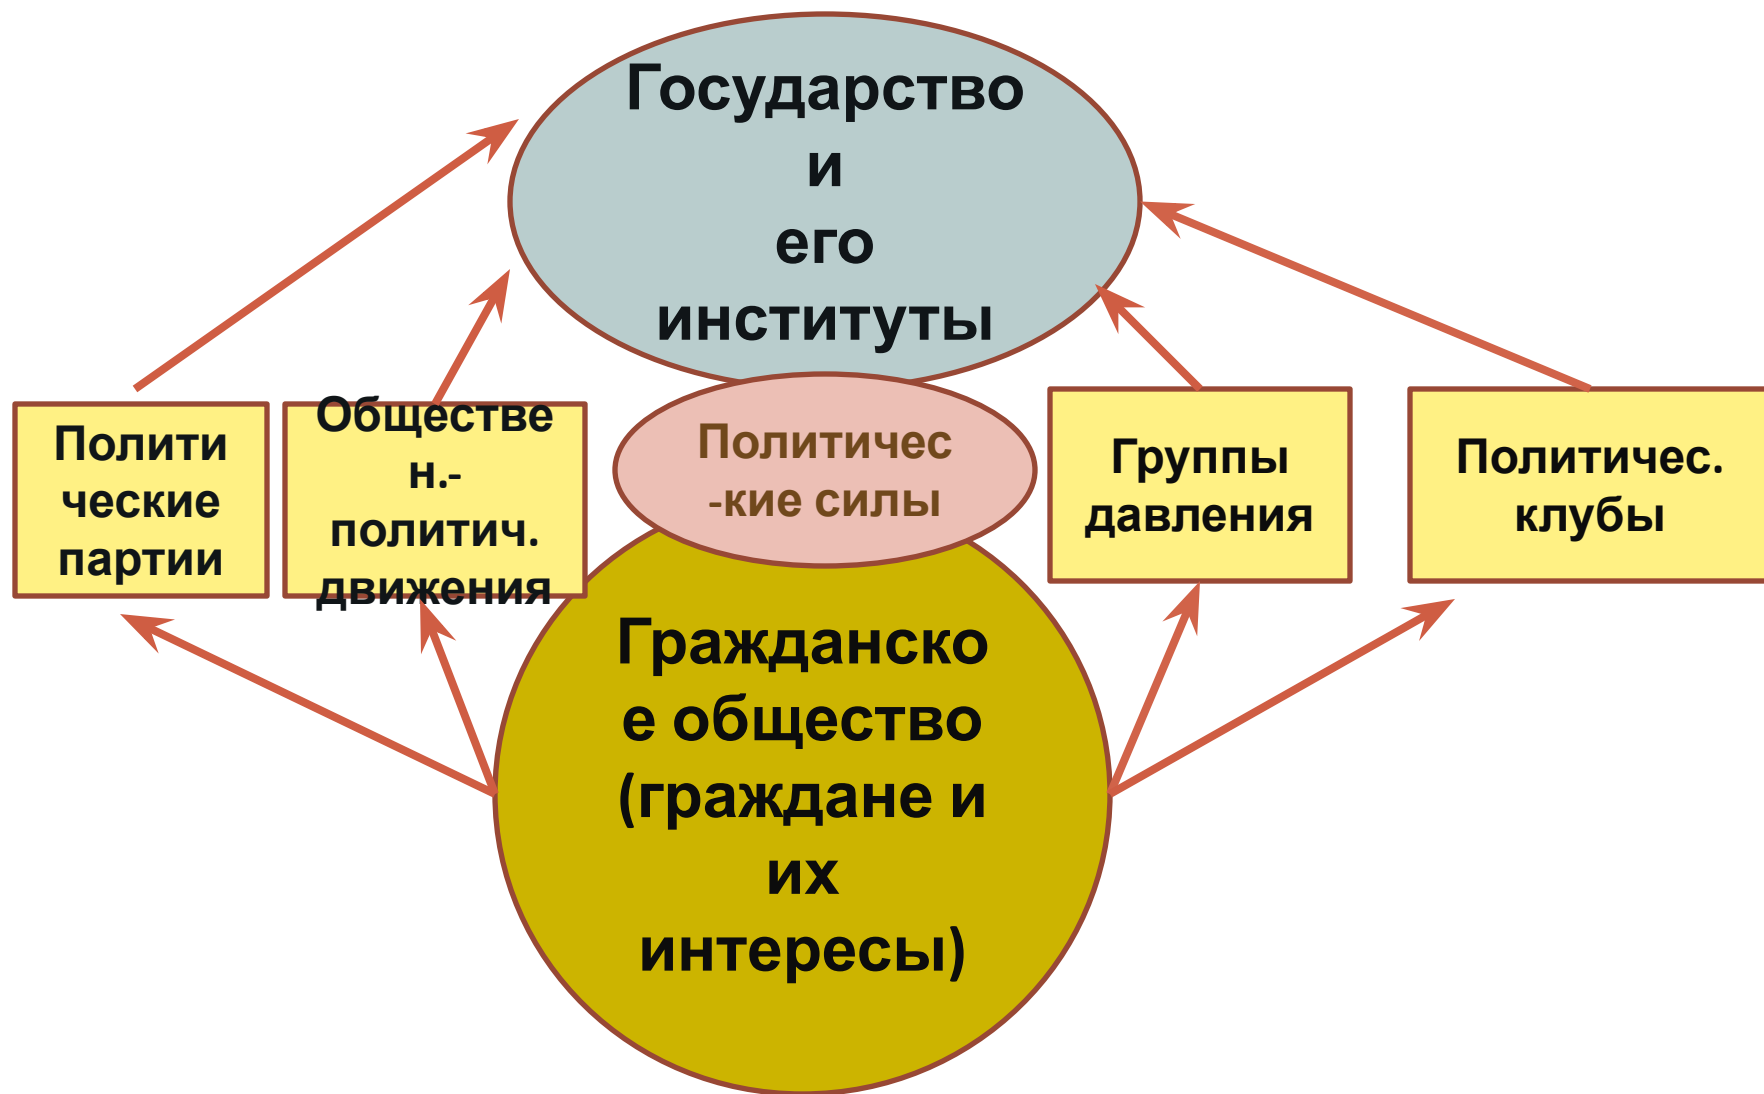 Государство
и
его
институты
Полити
ческие
партии
Обществе
н.-
политич.
движения
Политичес
-кие силы
Группы
давления
Политичес.
клубы
Гражданско
е общество
(граждане и
их
интересы)